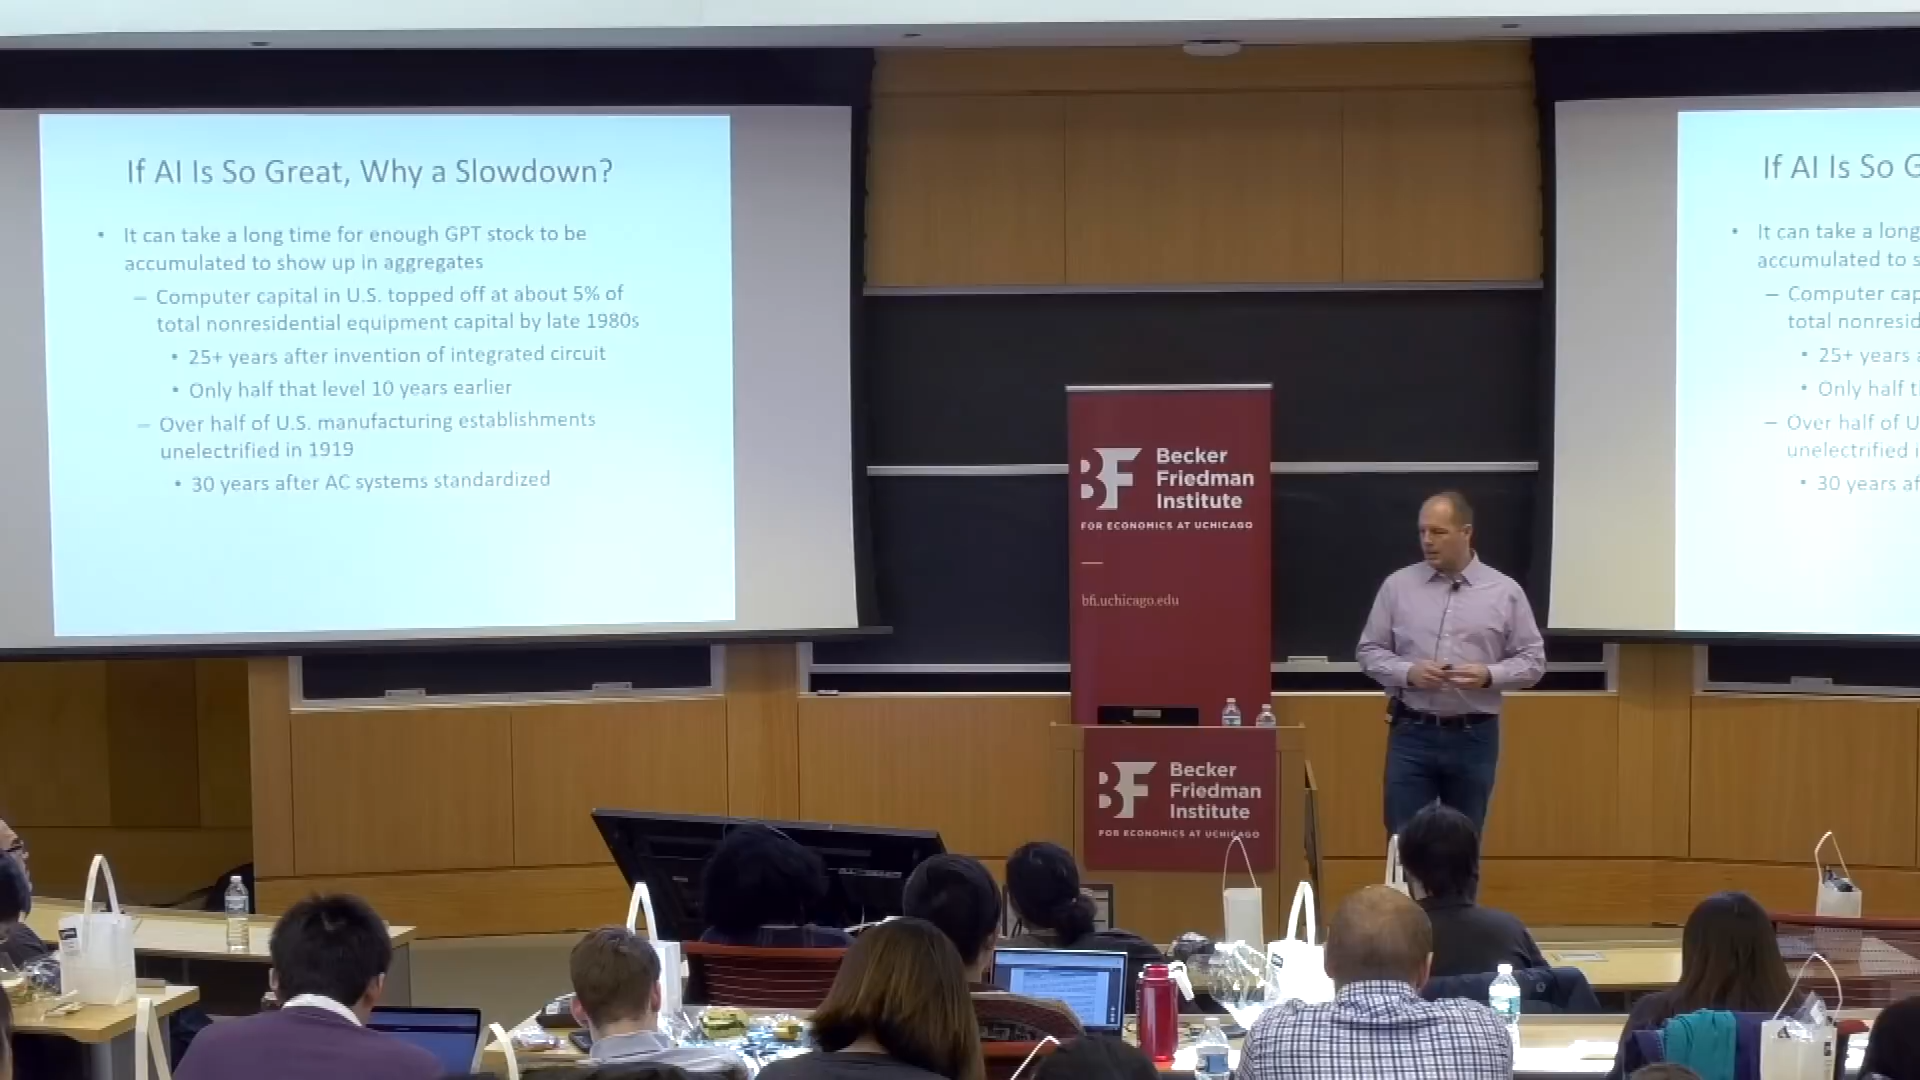 If AI Is So Great, Why a Slowdown?
• It can take a long time for enough GPT stock to be
accumulated to show up in aggregates
– Computer capital in U.S. topped off at about 5% of
total nonresidential equipment capital by late 1980s
• 25+ years after invention of integrated circuit
• Only half that level 10 years earlier
– Over half of U.S. manufacturing establishments
unelectrified in 1919
• 30 years after AC systems standardized
If AI Is So G
• It can take a long
accumulated to s
– Computer cap
total nonresid
• 25+ years a
• Only half t
– Over half of U
unelectrified i
• 30 years af
BF
Becker
Friedman
Institute
FOR ECONOMICS AT UCHICAGO
bfi.uchicago.edu
BF
Becker
Friedman
Institute
FOR ECONOMICS AT UCHICAGO